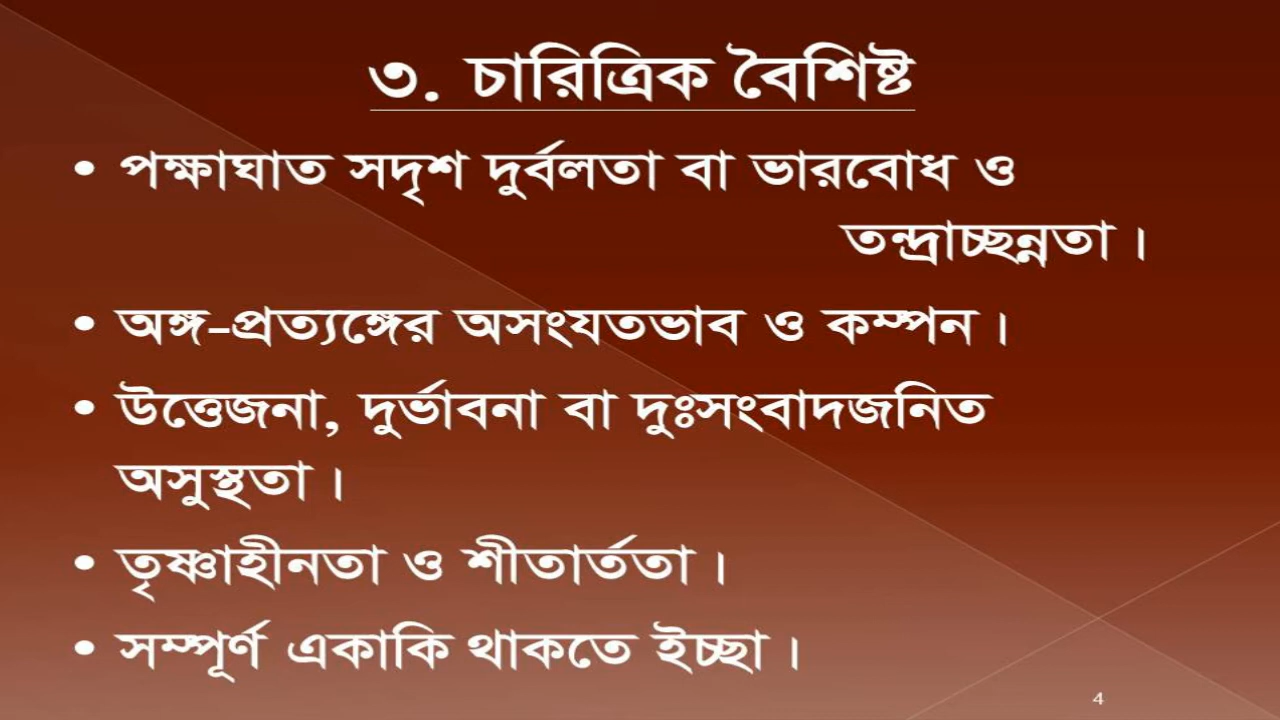 ৩. চারিত্রিক বৈশিষ্ট
• পক্ষাঘাত সদৃশ দুর্বলতা বা ভারবোধ ও
তন্দ্রাচ্ছন্নতা।
• অঙ্গ-প্রত্যঙ্গের অসংযতভাব ও কম্পন।
• উত্তেজনা, দুর্ভাবনা বা দুঃসংবাদজনিত
অসুস্থতা।
• তৃষ্ণাহীনতা ও শীতার্ততা।
• সম্পূর্ণ একাকি থাকতে ইচ্ছা।
4